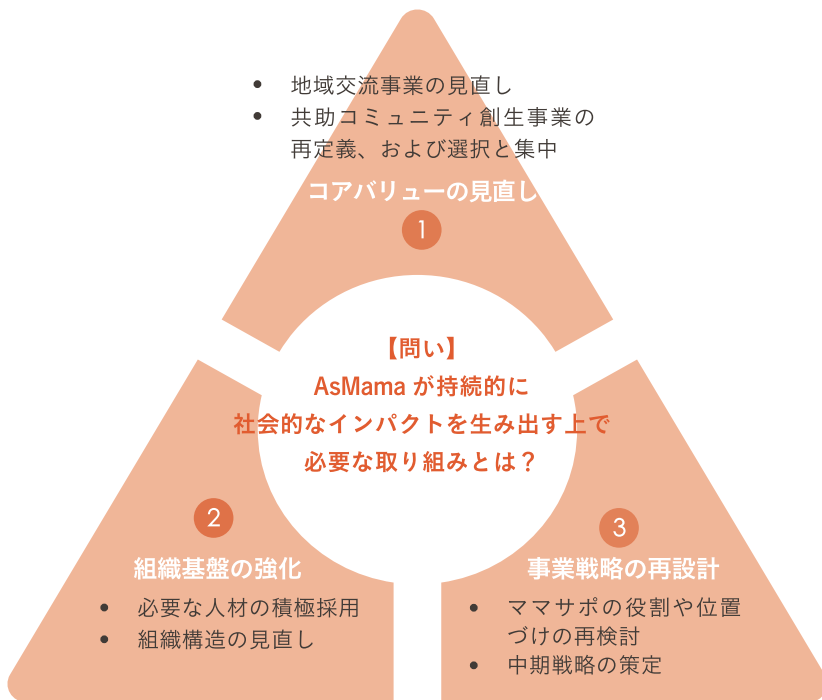 • 地域交流事業の見直し
• 共助コミュニティ創生事業の
再定義、および選択と集中
コアバリューの見直し
1
【問い】
AsMama が持続的に
社会的なインパクトを生み出す上で
必要な取り組みとは？
2
組織基盤の強化
• 必要な人材の積極採用
• 組織構造の見直し
3
事業戦略の再設計
• ママサポの役割や位置
づけの再検討
• 中期戦略の策定